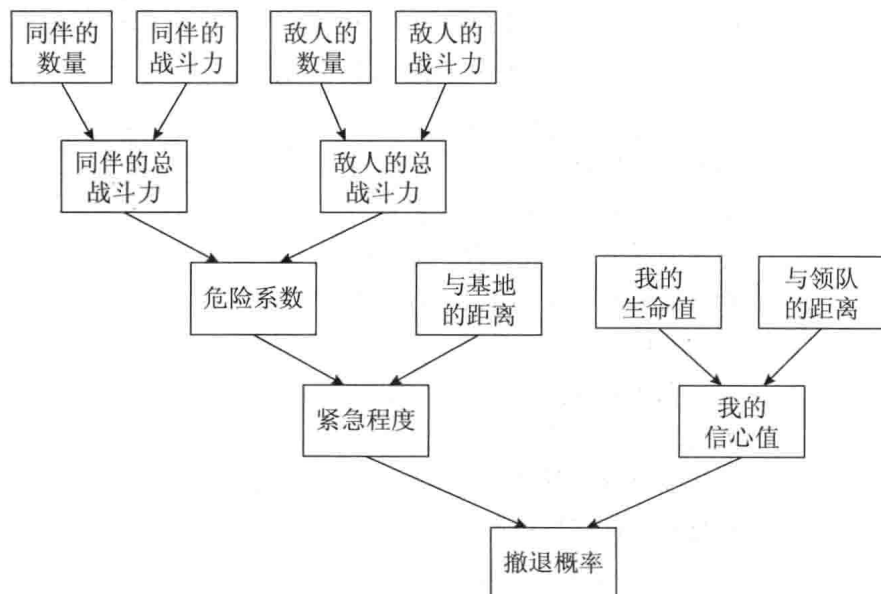 同伴的
数量
同伴的
战斗力
敌人的
数量
敌人的
战斗力
同伴的总
战斗力
敌人的总
战斗力
危险系数
与基地
的距离
我的
生命值
与领队
的距离
紧急程度
我的
信心值
撤退概率